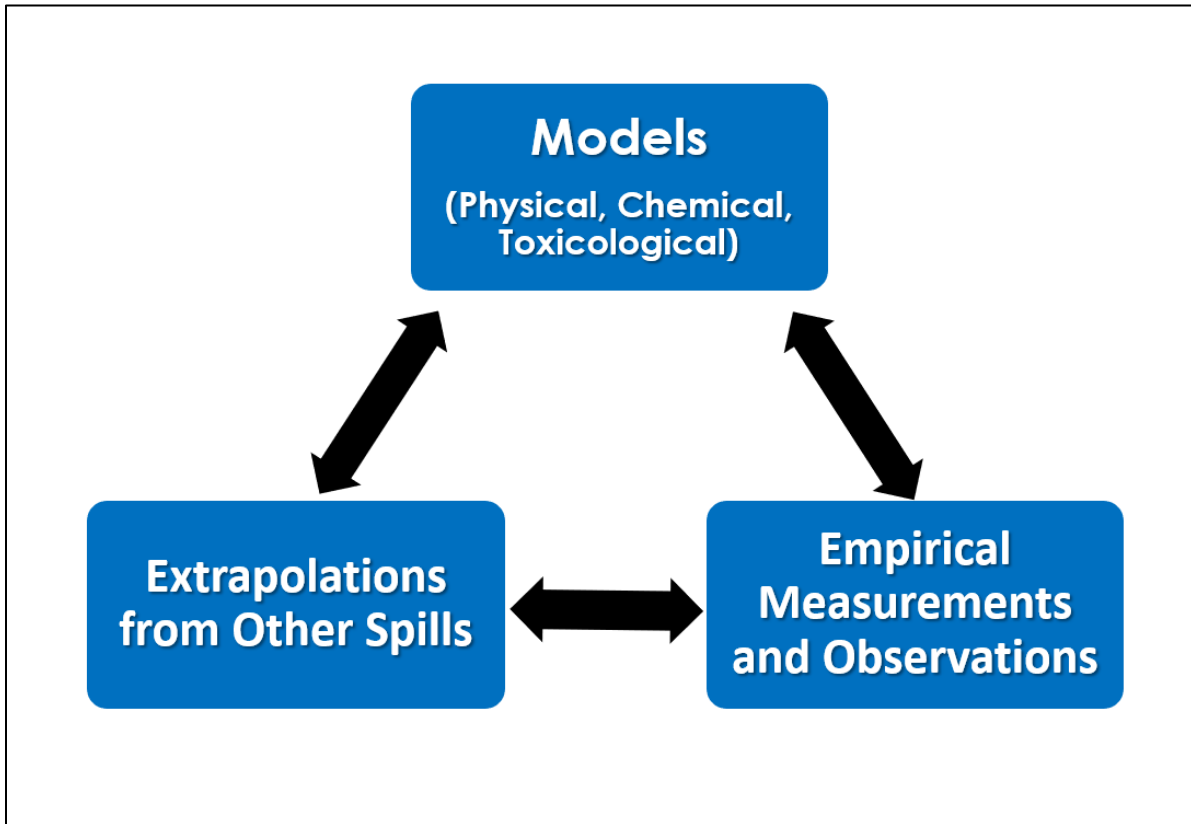 Models
(Physical, Chemical,
Toxicological)
Extrapolations
from Other Spills
Empirical
Measurements
and Observations